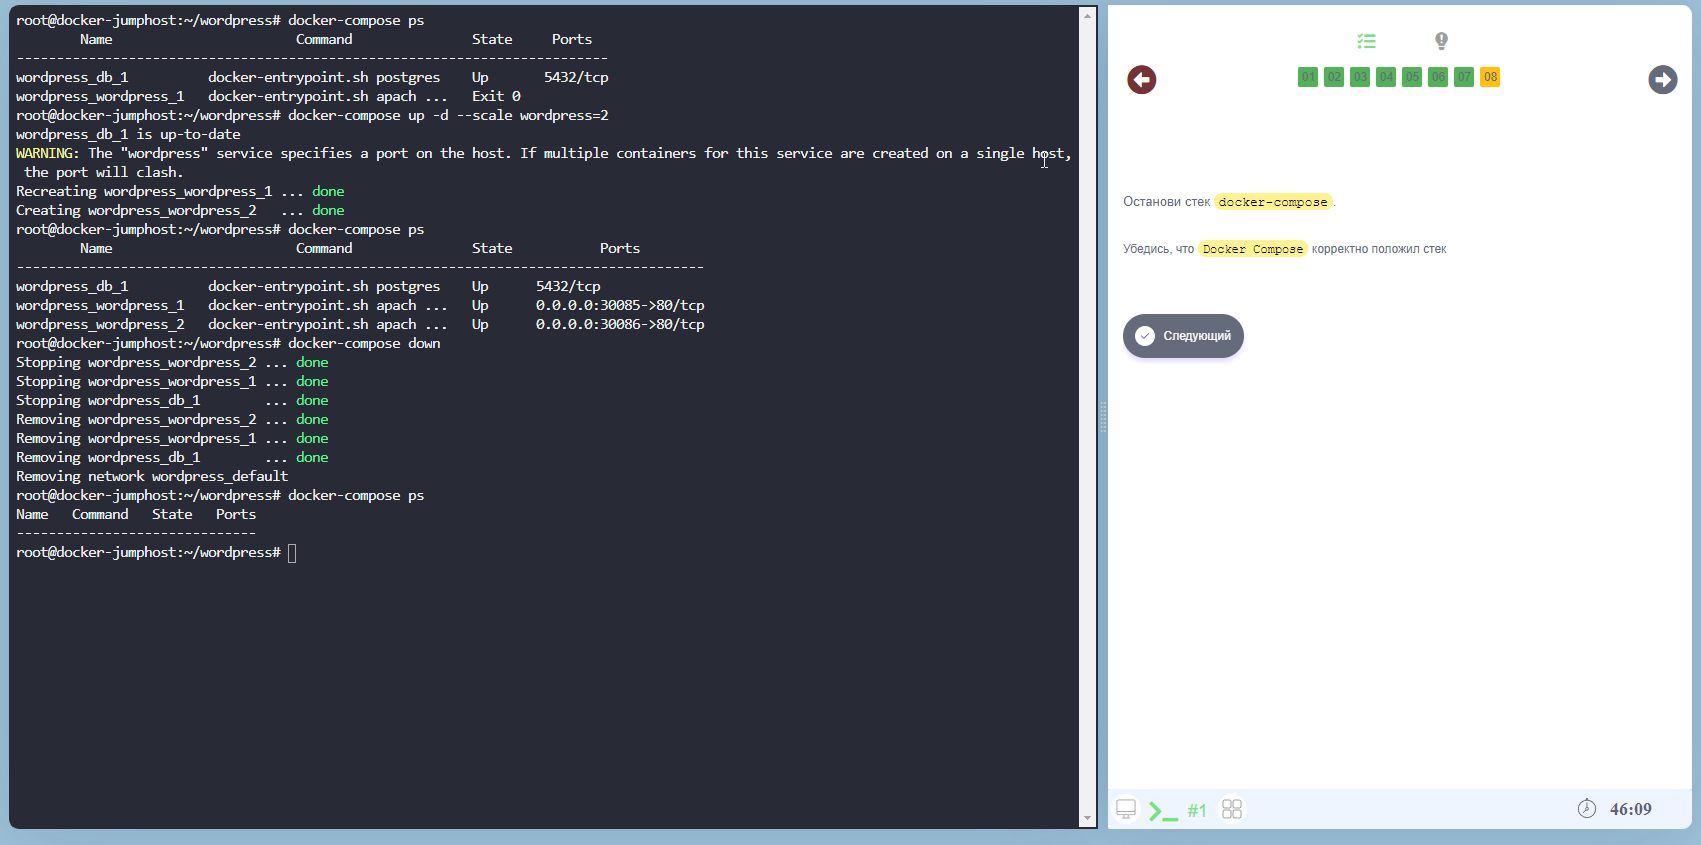 root@docker-jumphost:~/wordpress# docker-compose ps
Name Command State Ports
--------------------------------------------------------------------------
wordpress_db_1 docker-entrypoint.sh postgres Up 5432/tcp
wordpress_wordpress_1 docker-entrypoint.sh apach ... Exit 0
root@docker-jumphost:~/wordpress# docker-compose up -d --scale wordpress=2
wordpress_db_1 is up-to-date
WARNING: The "wordpress" service specifies a port on the host. If multiple containers for this service are created on a single host,
the port will clash.
Recreating wordpress_wordpress_1 ... done
Creating wordpress_wordpress_2 ... done
root@docker-jumphost:~/wordpress# docker-compose ps
Name Command State Ports
--------------------------------------------------------------------------------------
wordpress_db_1 docker-entrypoint.sh postgres Up 5432/tcp
wordpress_wordpress_1 docker-entrypoint.sh apach ... Up 0.0.0.0:30085->80/tcp
wordpress_wordpress_2 docker-entrypoint.sh apach ... Up 0.0.0.0:30086->80/tcp
root@docker-jumphost:~/wordpress# docker-compose down
Stopping wordpress_wordpress_2 ... done
Stopping wordpress_wordpress_1 ... done
Stopping wordpress_db_1 ... done
Removing wordpress_wordpress_2 ... done
Removing wordpress_wordpress_1 ... done
Removing wordpress_db_1 ... done
Removing network wordpress_default
root@docker-jumphost:~/wordpress# docker-compose ps
Name Command State Ports
------------------------------
root@docker-jumphost:~/wordpress#
01 02 03 04 05 06 07 08
Останови стек docker-compose.
Убедись, что Docker Compose корректно положил стек
Следующий
#1
46:09